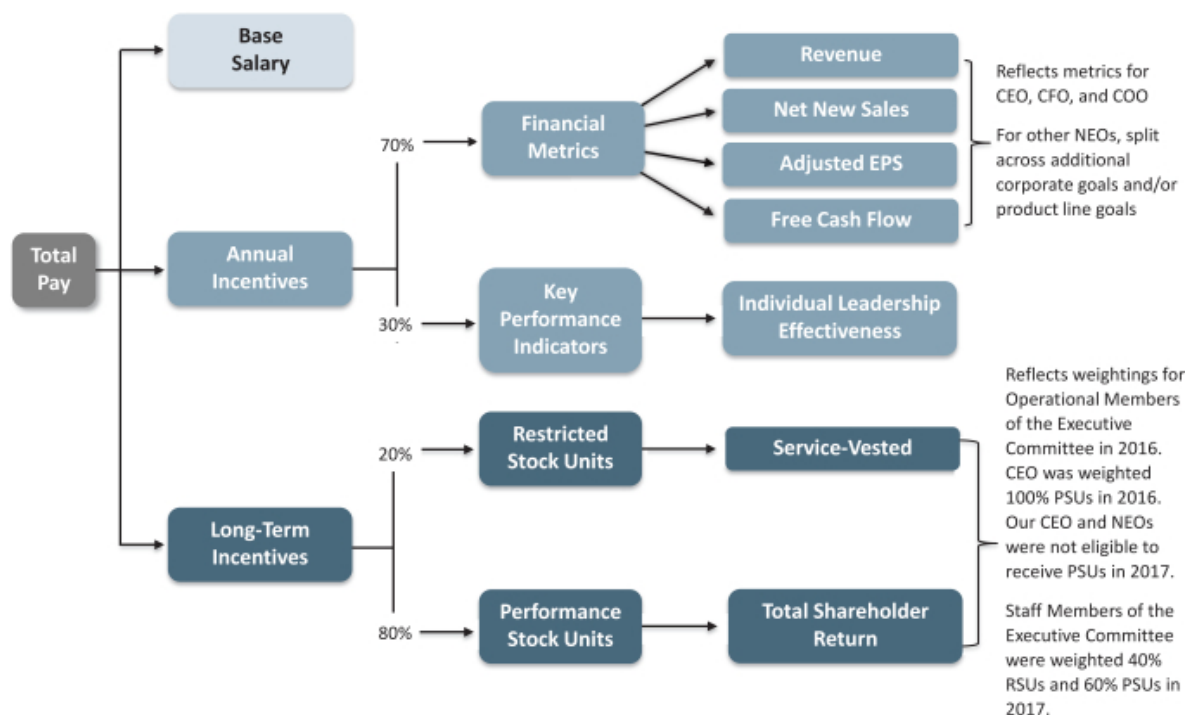 Base
Salary
Revenue
Reflects metrics for
CEO, CFO, and COO
Net New Sales
Financial
Metrics
70%
For other NEOs, split
across additional
corporate goals and/or
product line goals
Adjusted EPS
Free Cash Flow
Total
Pay
Annual
Incentives
Key
Performance
Indicators
30%
Individual Leadership
Effectiveness
Reflects weightings for
Operational Members
of the Executive
Committee in 2016.
CEO was weighted
100% PSUs in 2016.
Our CEO and NEOs
were not eligible to
receive PSUs in 2017.
Restricted
Stock Units
20%
Service-Vested
Long-Term
Incentives
80%
Performance
Stock Units
Total Shareholder
Return
Staff Members of the
Executive Committee
were weighted 40%
RSUs and 60% PSUs in
2017.